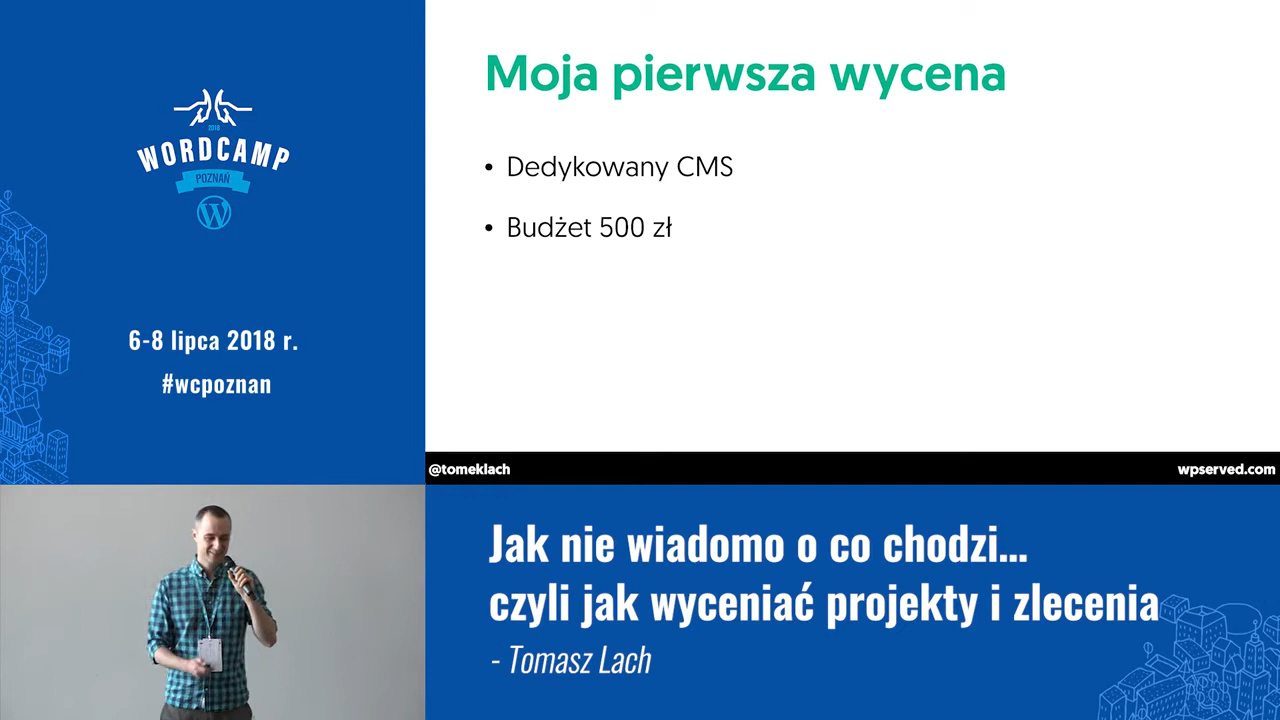 2018
WORDCAMP
POZNAŃ
6-8 lipca 2018 r.
#wcpoznan
Moja pierwsza wycena
• Dedykowany CMS
• Budżet 500 zł
@tomeklach
wpserved.com
Jak nie wiadomo o co chodzi...
czyli jak wyceniać projekty i zlecenia
- Tomasz Lach